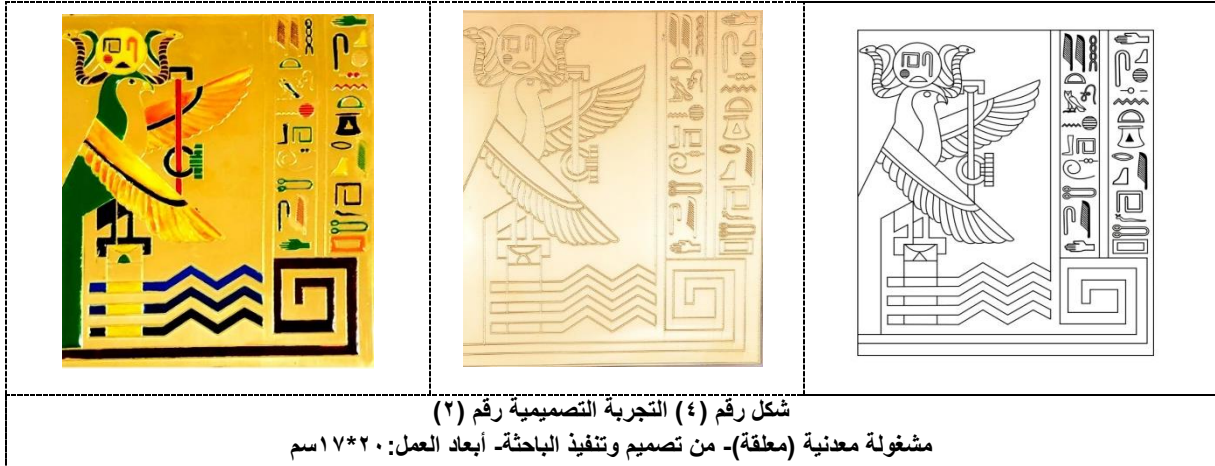 شكل رقم (٤) التجربة التصميمية رقم (٢)
مشغولة معدنية (معلقة)- من تصميم وتنفيذ الباحثة- أبعاد العمل: ٢٠*١٧سم